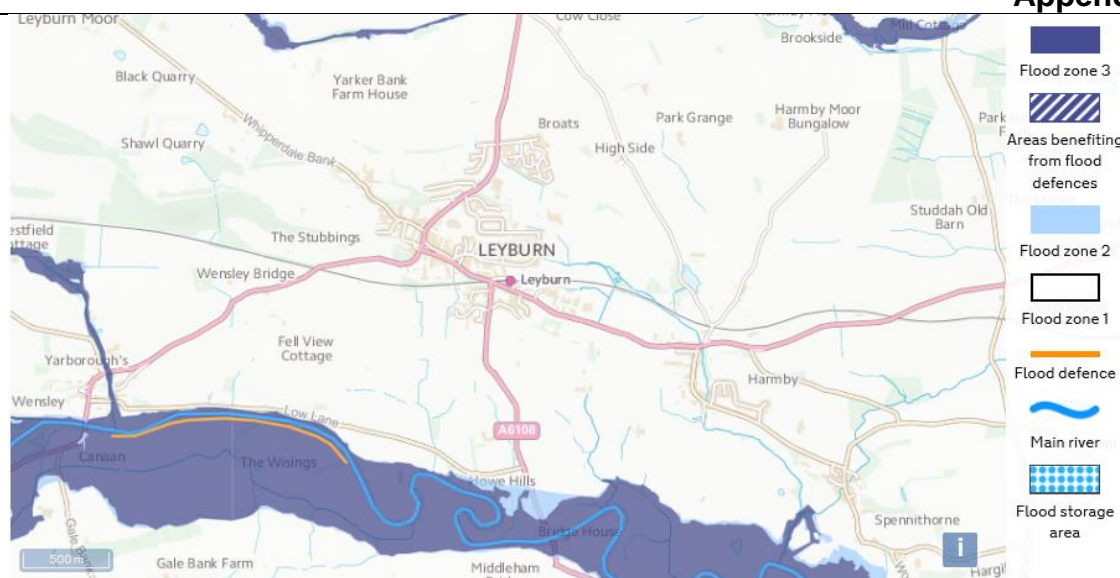 Append
Leyburn Moor
Cow Close
Brookside
Mill Cottage
Black Quarry
Yarker Bank
Farm House
Whipperdale Bank
Shawl Quarry
Broats
High Side
Park Grange
Harmby Moor
Bungalow
Park
Studdah Old
Barn
estfield
ottage
The Stubbings
LEYBURN
Wensley Bridge
Leyburn
Fell View
Cottage
Yarborough's
Harmby
Wensley
Low Lane
A6108
Canaan
The Wisings
Howe Hills
Bridge House
Spennithorne
Gale Bank
500 m
Gale Bank Farm
Middleham
Hargil
i
Flood zone 3
Areas benefiting
from flood
defences
Flood zone 2
Flood zone 1
Flood defence
Main river
Flood storage
area